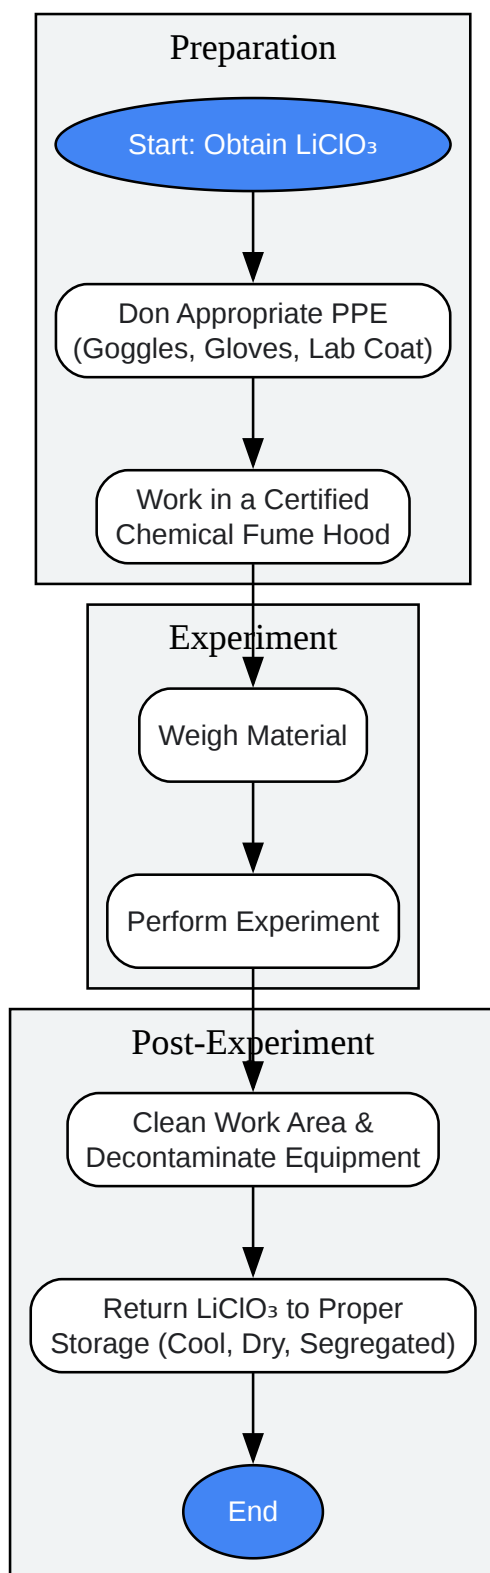 Preparation
Start: Obtain LiClO₃
Don Appropriate PPE
(Goggles, Gloves, Lab Coat)
Work in a Certified
Chemical Fume Hood
Experiment
Weigh Material
Perform Experiment
Post-Experiment
Clean Work Area &
Decontaminate Equipment
Return LiClO₃ to Proper
Storage (Cool, Dry, Segregated)
End